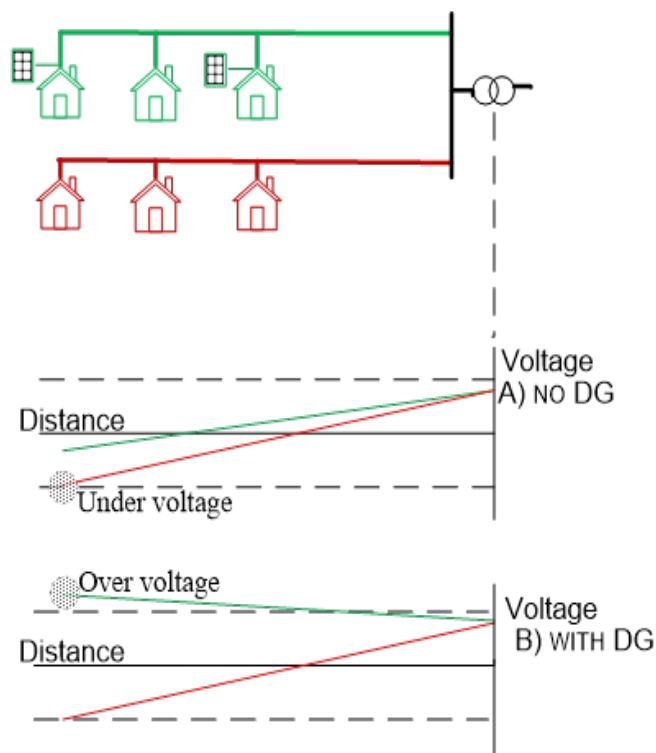 Voltage
A) NO DG
Distance
Under voltage
Over voltage
Voltage
B) WITH DG
Distance